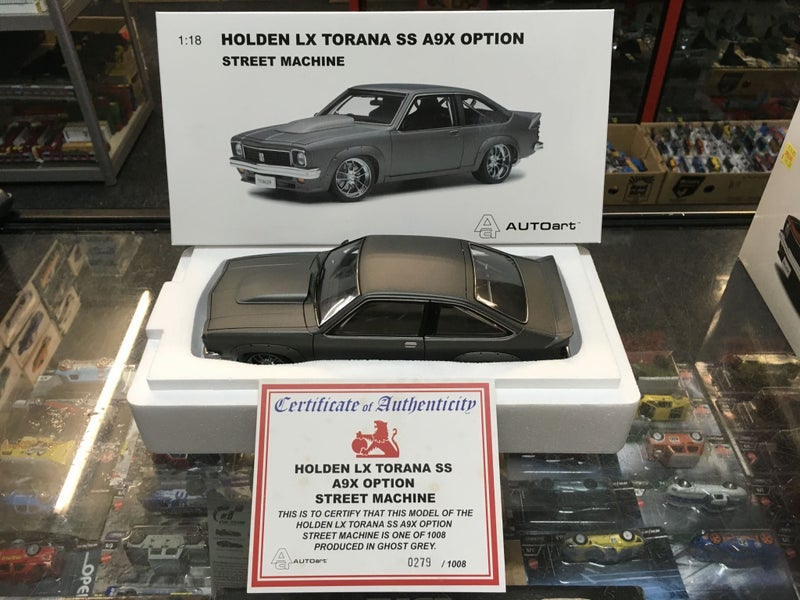 1:18 HOLDEN LX TORANA SS A9X OPTION
STREET MACHINE
AUTOart
Certificate of Authenticity
HOLDEN LX TORANA SS
A9X OPTION
STREET MACHINE
THIS IS TO CERTIFY THAT THIS MODEL OF THE
HOLDEN LX TORANA SS A9X OPTION
STREET MACHINE IS ONE OF 1008
PRODUCED IN GHOST GREY.
AUTOart
0279 / 1008